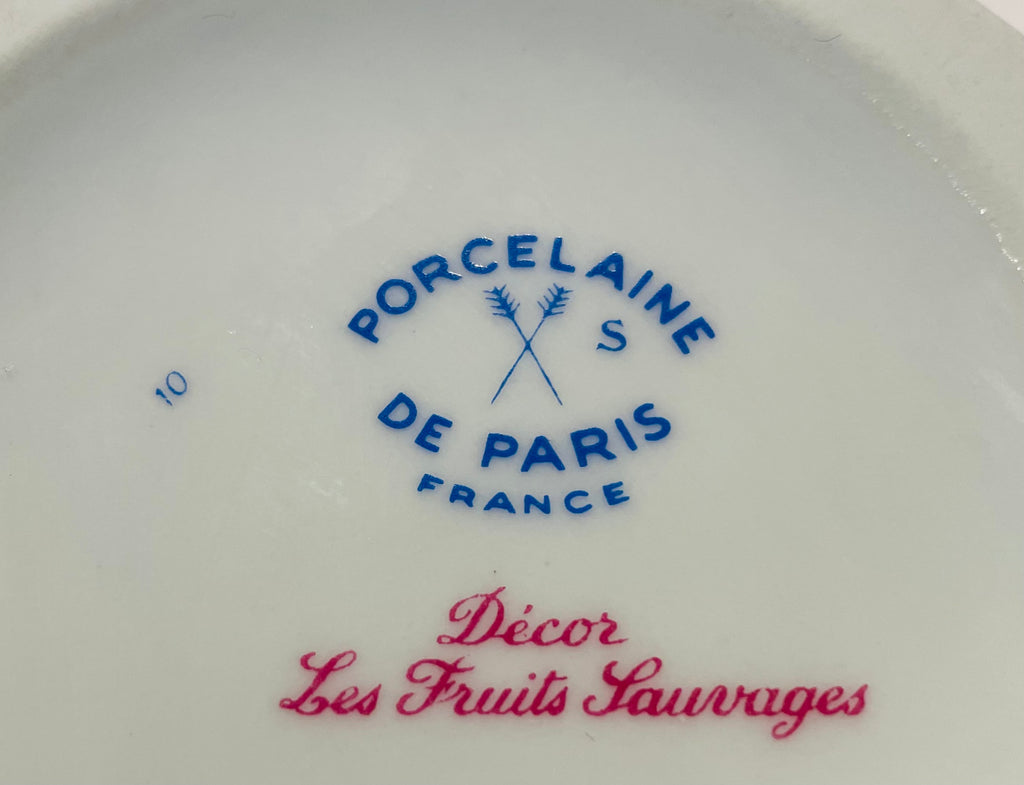 PORCELAINE
S
DE PARIS
FRANCE
10
Décor
Les Fruits Sauvages